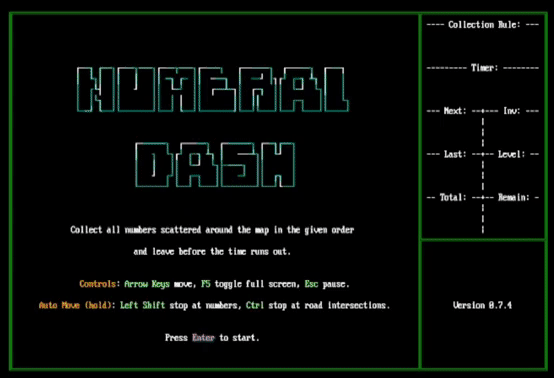 NUMERAL
DASH
Collect all numbers scattered around the map in the given order
and leave before the time runs out.
Controls: Arrow Keys move, F5 toggle full screen, Esc pause.
Auto Move (hold): Left Shift stop at numbers, Ctrl stop at road intersections.
Press Enter to start.
---- Collection Rule: ---
--------- Timer: --------
---- Next: --+-- Inv: ---
---- Last: --+-- Level: --
-- Total: ---+-- Remain: -
Version 0.7.4